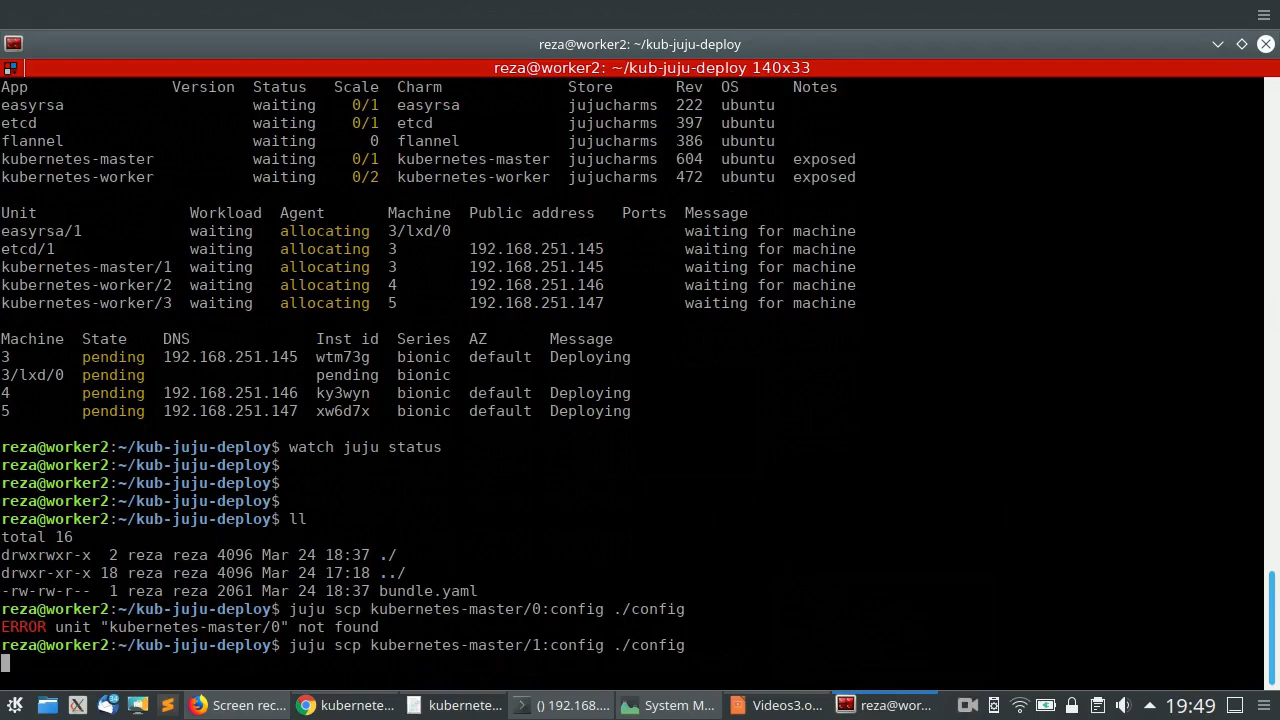 reza@worker2: ~/kub-juju-deploy
reza@worker2: ~/kub-juju-deploy 140x33
App Version Status Scale Charm Store Rev OS Notes
easyrsa waiting 0/1 easyrsa jujucharms 222 ubuntu
etcd waiting 0/1 etcd jujucharms 397 ubuntu
flannel waiting 0 flannel jujucharms 386 ubuntu
kubernetes-master waiting 0/1 kubernetes-master jujucharms 604 ubuntu exposed
kubernetes-worker waiting 0/2 kubernetes-worker jujucharms 472 ubuntu exposed
Unit Workload Agent Machine Public address Ports Message
easyrsa/1 waiting allocating 3/lxd/0 waiting for machine
etcd/1 waiting allocating 3 192.168.251.145 waiting for machine
kubernetes-master/1 waiting allocating 3 192.168.251.145 waiting for machine
kubernetes-worker/2 waiting allocating 4 192.168.251.146 waiting for machine
kubernetes-worker/3 waiting allocating 5 192.168.251.147 waiting for machine
Machine State DNS Inst id Series AZ Message
3 pending 192.168.251.145 wtm73g bionic default Deploying
3/lxd/0 pending pending bionic
4 pending 192.168.251.146 ky3wyn bionic default Deploying
5 pending 192.168.251.147 xw6d7x bionic default Deploying
reza@worker2:~/kub-juju-deploy$ watch juju status
reza@worker2:~/kub-juju-deploy$
reza@worker2:~/kub-juju-deploy$
reza@worker2:~/kub-juju-deploy$
reza@worker2:~/kub-juju-deploy$ ll
total 16
drwxrwxr-x 2 reza reza 4096 Mar 24 18:37 ./
drwxr-xr-x 18 reza reza 4096 Mar 24 17:18 ../
-rw-rw-r-- 1 reza reza 2061 Mar 24 18:37 bundle.yaml
reza@worker2:~/kub-juju-deploy$ juju scp kubernetes-master/0:config ./config
ERROR unit "kubernetes-master/0" not found
reza@worker2:~/kub-juju-deploy$ juju scp kubernetes-master/1:config ./config
Screen rec... kubernete... kubernete... () 192.168.... System M... Videos3.o... reza@wor... 19:49